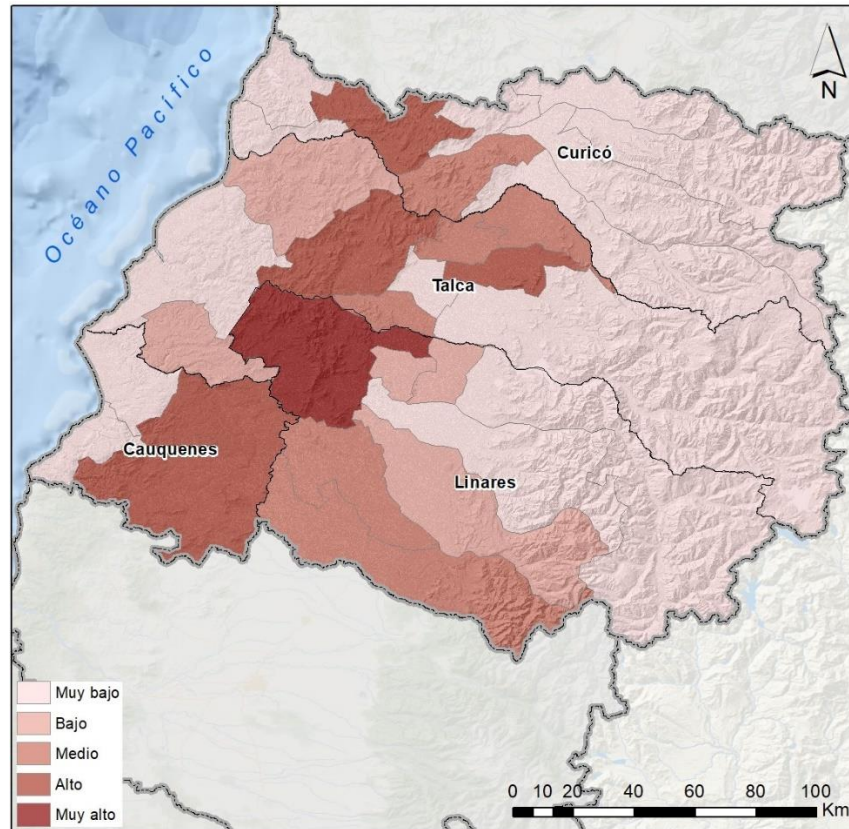 Océano Pacífico
N
Curicó
Talca
Cauquenes
Linares
Muy bajo
Bajo
Medio
Alto
Muy alto
0 10 20 40 60 80 100
Km